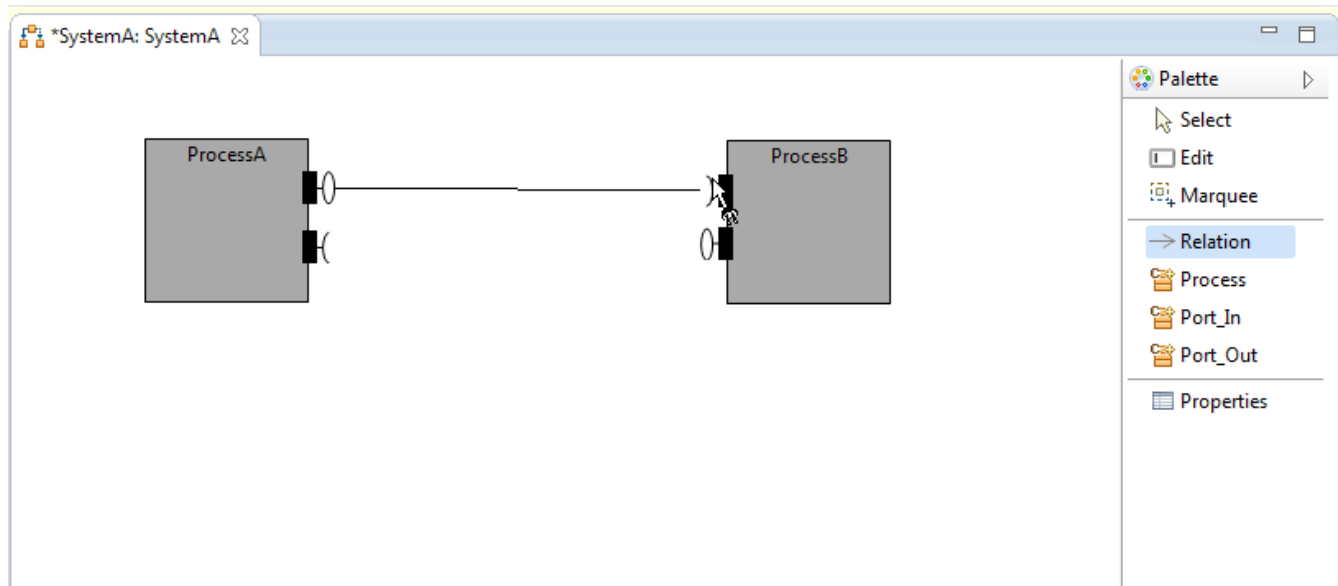 *SystemA: SystemA
Palette
Select
Edit
Marquee
Relation
Process
Port_In
Port_Out
Properties
ProcessA
ProcessB